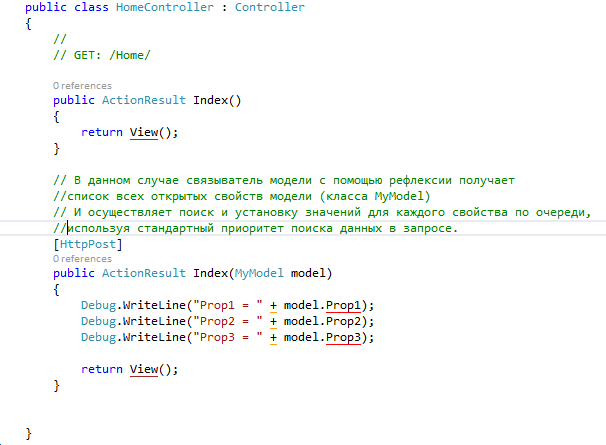 public class HomeController : Controller
{
//
// GET: /Home/
0 references
public ActionResult Index()
{
return View();
}
// В данном случае связыватель модели с помощью рефлексии получает
//список всех открытых свойств модели (класса MyModel)
// И осуществляет поиск и установку значений для каждого свойства по очереди,
//используя стандартный приоритет поиска данных в запросе.
[HttpPost]
0 references
public ActionResult Index(MyModel model)
{
Debug.WriteLine("Prop1 = " + model.Prop1);
Debug.WriteLine("Prop2 = " + model.Prop2);
Debug.WriteLine("Prop3 = " + model.Prop3);
return View();
}
}